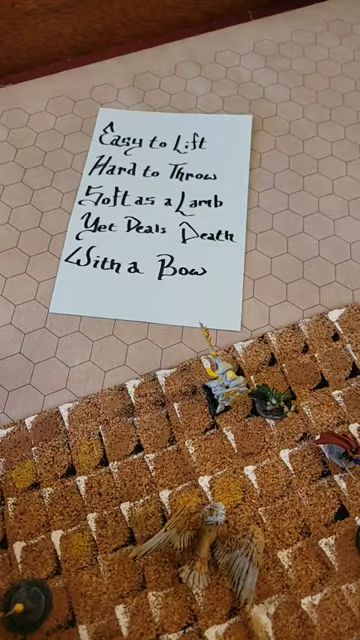 Easy to Lift
Hard to Throw
Soft as a Lamb
Yet Deals Death
With a Bow